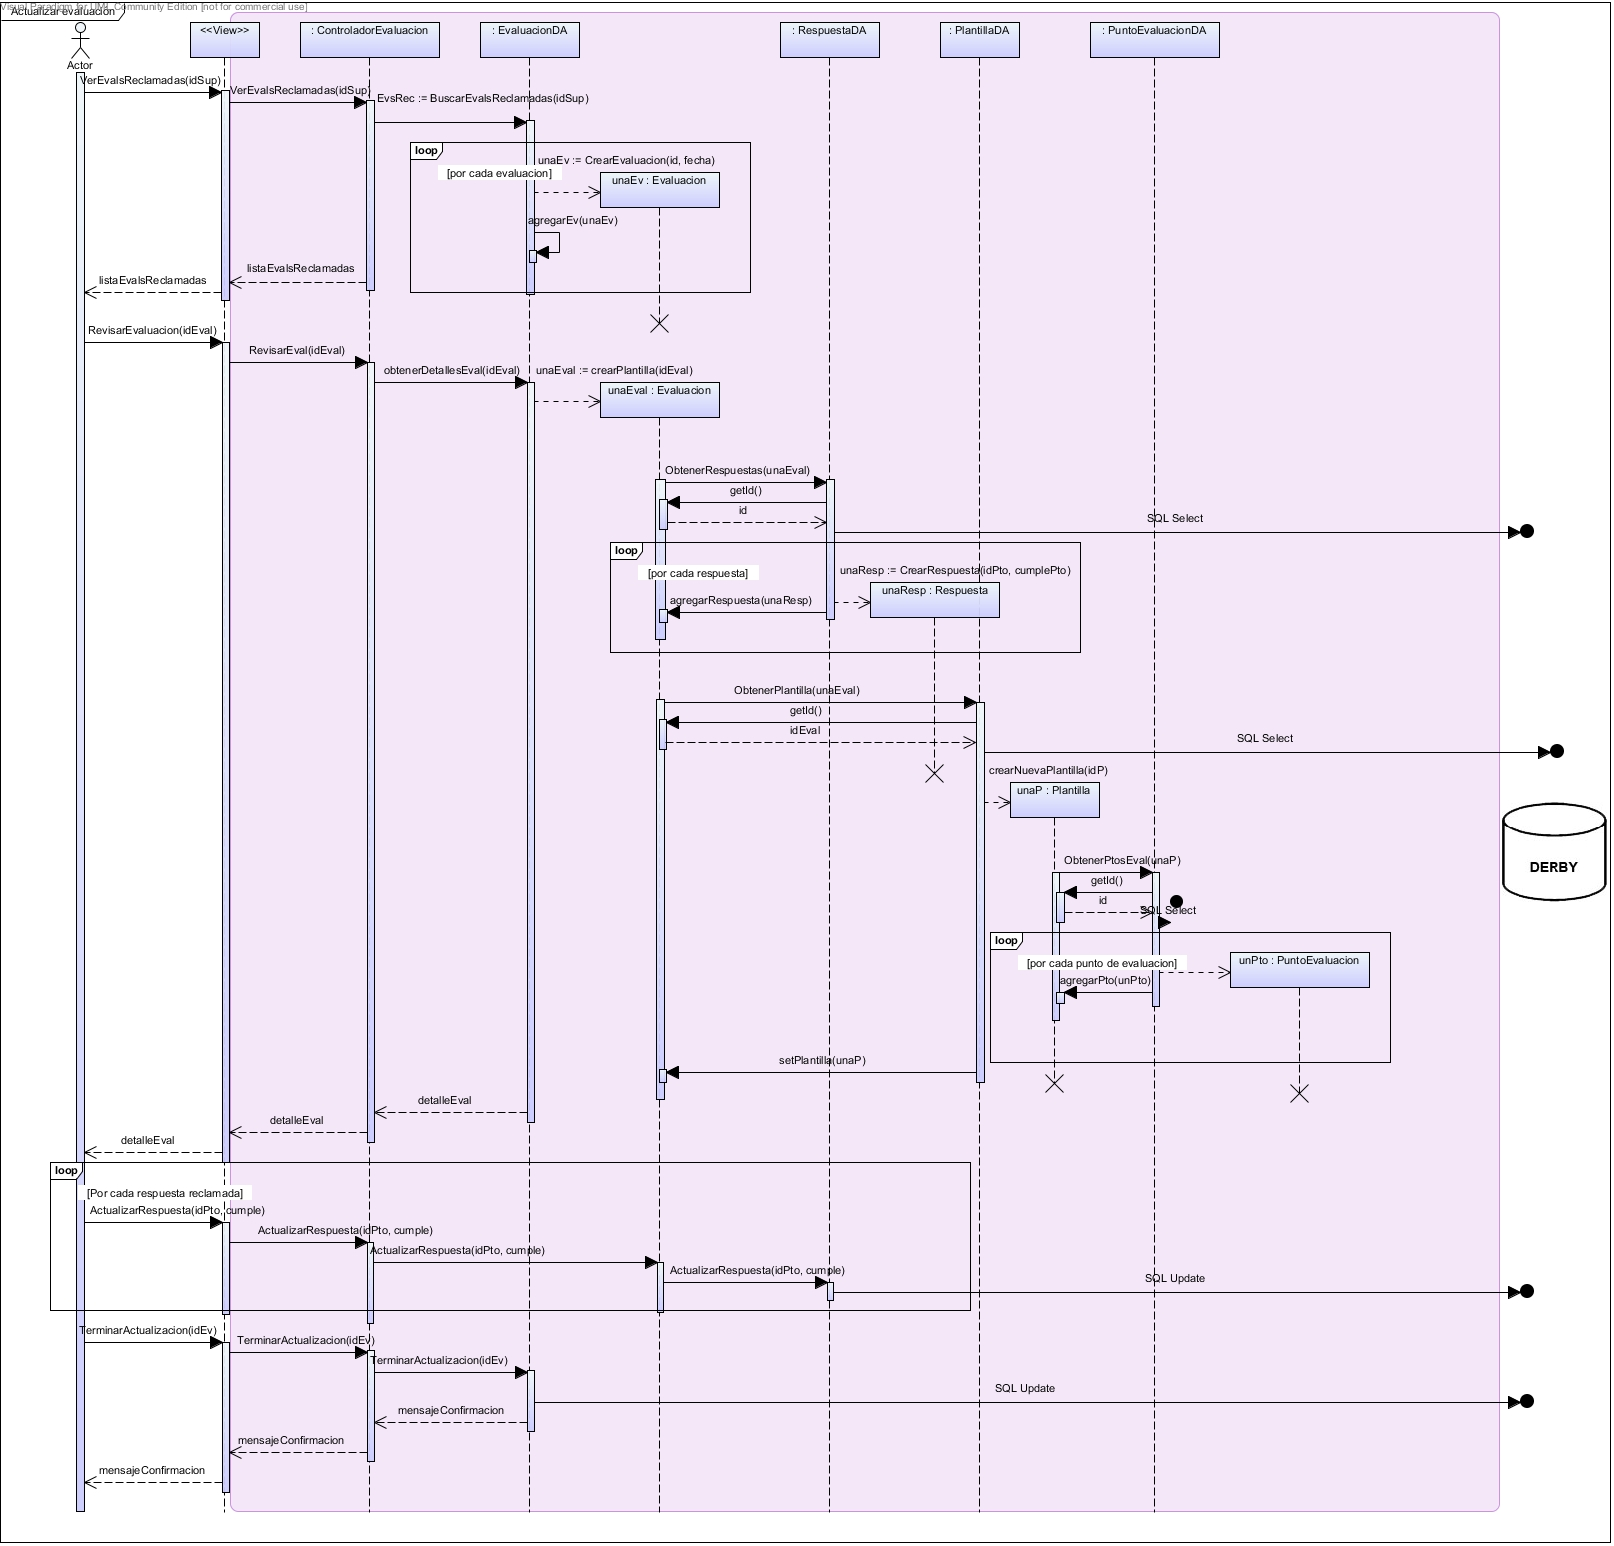 Visual Paradigm for UML Community Edition [not for commercial use]
Actualizar evaluacion
Actor
<<View>>
: ControladorEvaluacion
: EvaluacionDA
: RespuestaDA
: PlantillaDA
: PuntoEvaluacionDA
VerEvalsReclamadas(idSup)
VerEvalsReclamadas(idSup)
EvsRec := BuscarEvalsReclamadas(idSup)
loop
[por cada evaluacion]
unaEv := CrearEvaluacion(id, fecha)
unaEv : Evaluacion
agregarEv(unaEv)
listaEvalsReclamadas
listaEvalsReclamadas
RevisarEvaluacion(idEval)
RevisarEval(idEval)
obtenerDetallesEval(idEval)
unaEval := crearPlantilla(idEval)
unaEval : Evaluacion
ObtenerRespuestas(unaEval)
getId()
id
SQL Select
loop
[por cada respuesta]
unaResp := CrearRespuesta(idPto, cumplePto)
unaResp : Respuesta
agregarRespuesta(unaResp)
ObtenerPlantilla(unaEval)
getId()
idEval
SQL Select
crearNuevaPlantilla(idP)
unaP : Plantilla
DERBY
ObtenerPtosEval(unaP)
getId()
id
SQL Select
loop
[por cada punto de evaluacion]
unPto : PuntoEvaluacion
agregarPto(unPto)
setPlantilla(unaP)
detalleEval
detalleEval
detalleEval
loop
[Por cada respuesta reclamada]
ActualizarRespuesta(idPto, cumple)
ActualizarRespuesta(idPto, cumple)
ActualizarRespuesta(idPto, cumple)
ActualizarRespuesta(idPto, cumple)
SQL Update
TerminarActualizacion(idEv)
TerminarActualizacion(idEv)
TerminarActualizacion(idEv)
SQL Update
mensajeConfirmacion
mensajeConfirmacion
mensajeConfirmacion